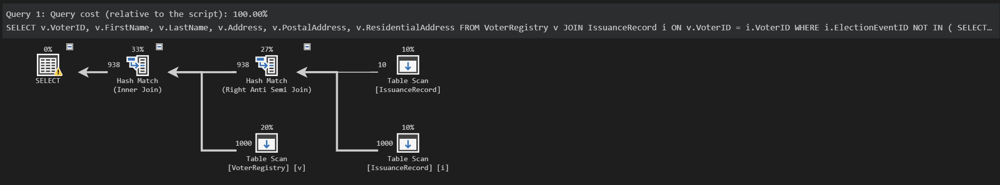 Query 1: Query cost (relative to the script): 100.00%
SELECT v.VoterID, v.FirstName, v.LastName, v.Address, v.PostalAddress, v.ResidentialAddress FROM VoterRegistry v JOIN IssuanceRecord i ON v.VoterID = i.VoterID WHERE i.ElectionEventID NOT IN ( SELECT…
0%
33%
27%
10%
938
938
10
SELECT
Hash Match
(Inner Join)
Hash Match
(Right Anti Semi Join)
Table Scan
[IssuanceRecord]
20%
10%
1000
1000
Table Scan
[VoterRegistry] [v]
Table Scan
[IssuanceRecord] [i]